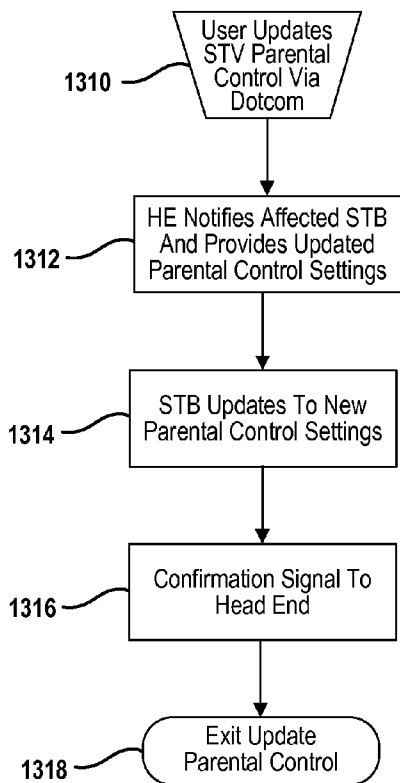 User Updates
STV Parental
Control Via
Dotcom
1310
HE Notifies Affected STB
And Provides Updated
Parental Control Settings
1312
STB Updates To New
Parental Control Settings
1314
Confirmation Signal To
Head End
1316
Exit Update
Parental Control
1318